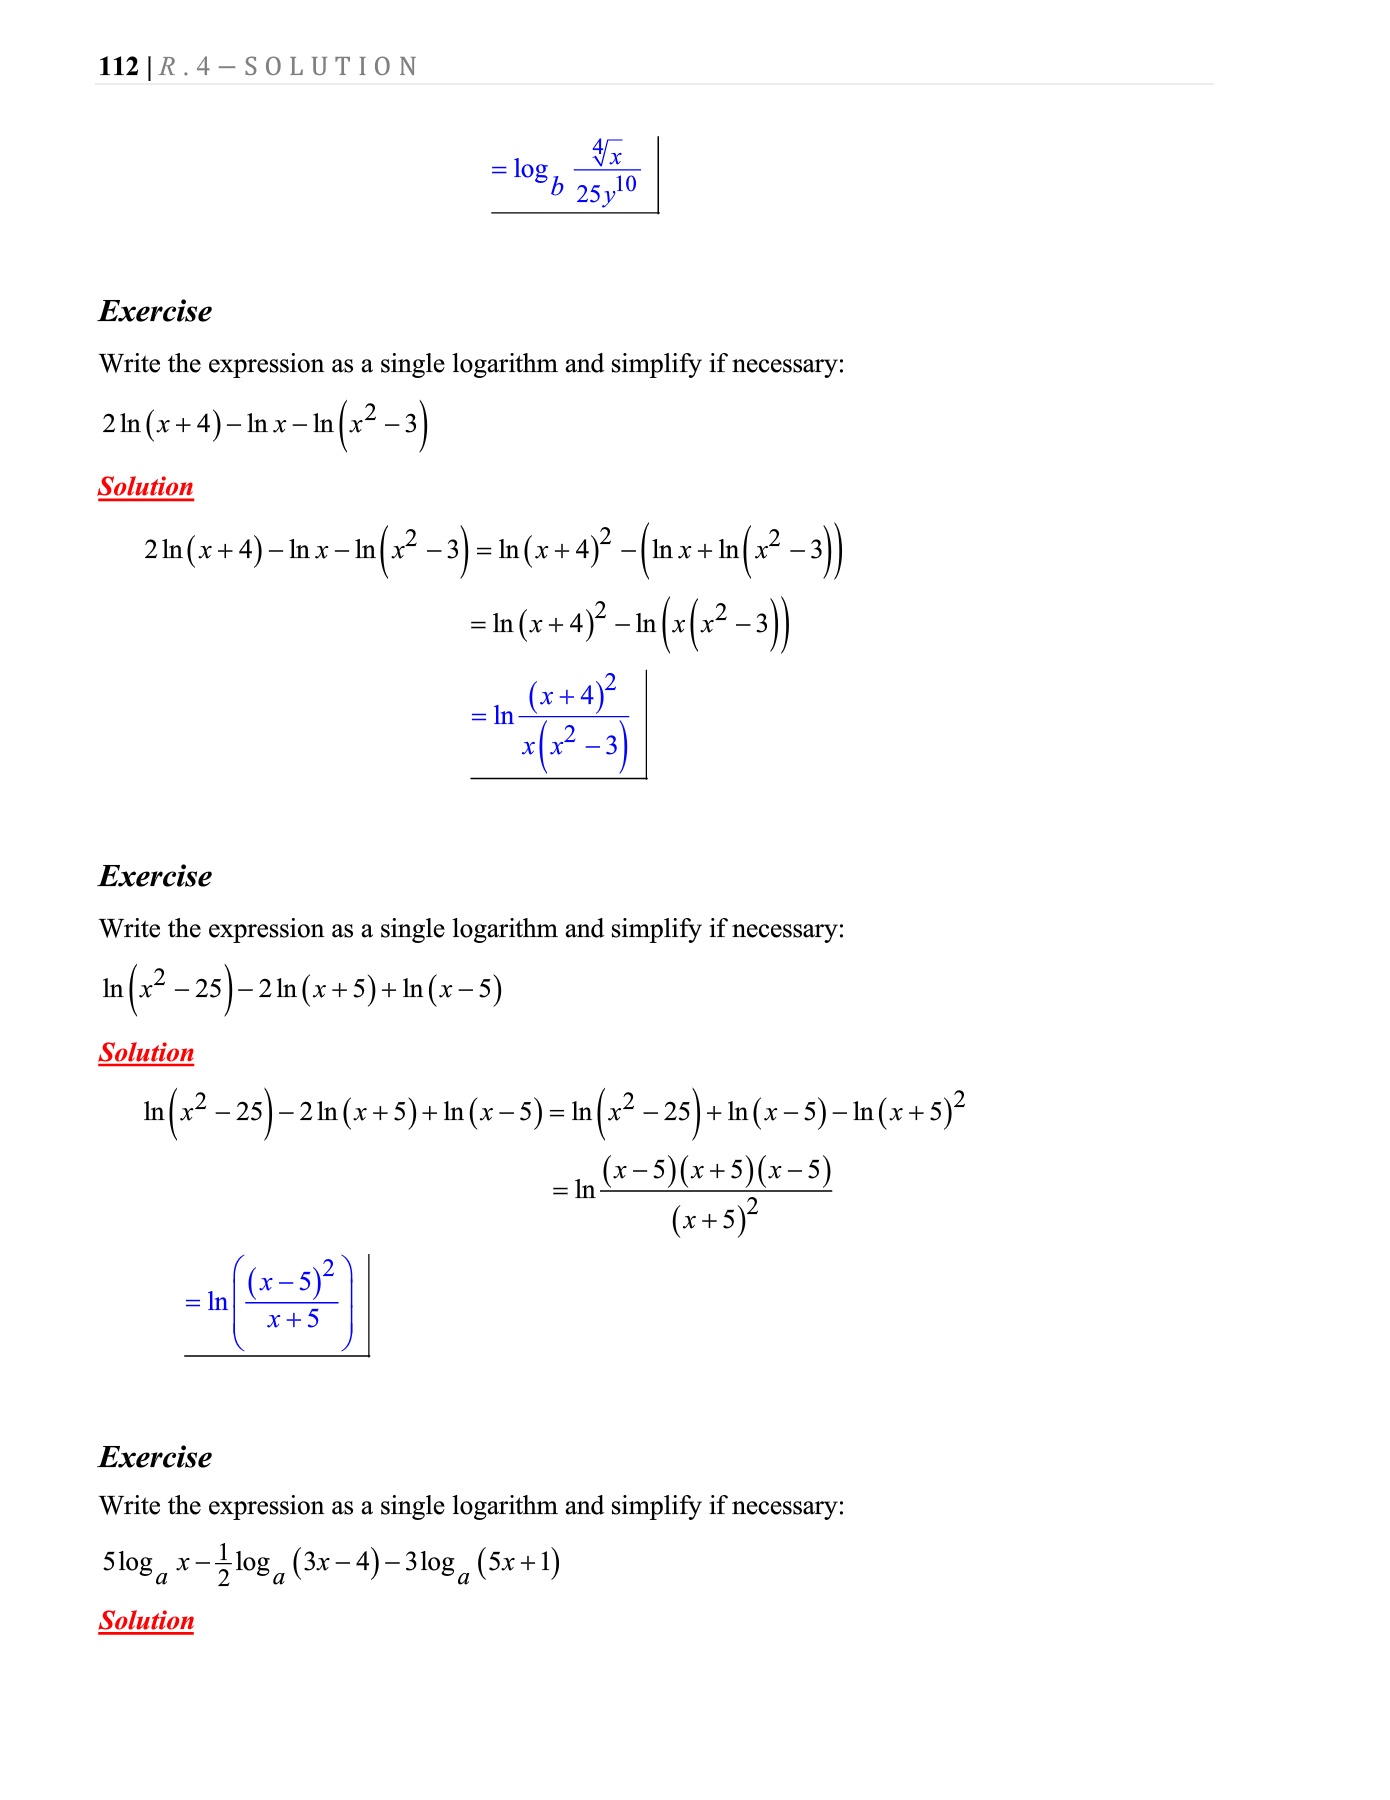 112 | R.4 – SOLUTION
= log_b \frac{\sqrt[4]{x}}{25y^{10}}
Exercise
Write the expression as a single logarithm and simplify if necessary:
2 ln(x + 4) − ln x − ln(x^2 − 3)
Solution
2 ln(x + 4) − ln x − ln(x^2 − 3) = ln(x + 4)^2 − (ln x + ln(x^2 − 3))
= ln(x + 4)^2 − ln(x(x^2 − 3))
= ln \frac{(x + 4)^2}{x(x^2 − 3)}
Exercise
Write the expression as a single logarithm and simplify if necessary:
ln(x^2 − 25) − 2 ln(x + 5) + ln(x − 5)
Solution
ln(x^2 − 25) − 2 ln(x + 5) + ln(x − 5) = ln(x^2 − 25) + ln(x − 5) − ln(x + 5)^2
= ln \frac{(x − 5)(x + 5)(x − 5)}{(x + 5)^2}
= ln(\frac{(x − 5)^2}{x + 5})
Exercise
Write the expression as a single logarithm and simplify if necessary:
5 log_a x − \frac{1}{2} log_a (3x − 4) − 3 log_a (5x + 1)
Solution